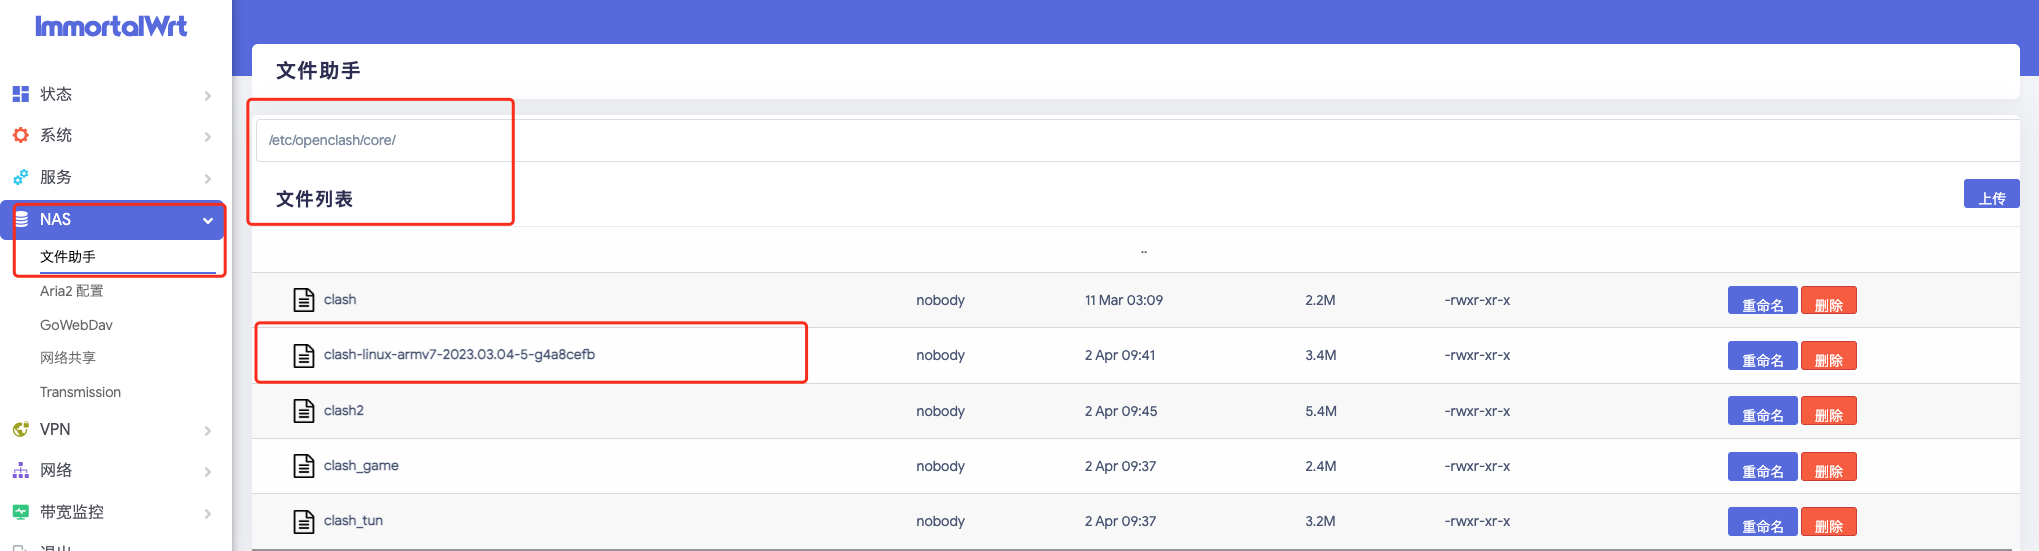 ImmortalWrt
状态
系统
服务
NAS
文件助手
Aria2 配置
GoWebDav
网络共享
Transmission
VPN
网络
带宽监控
文件助手
/etc/openclash/core/
文件列表
上传
..
clash nobody 11 Mar 03:09 2.2M -rwxr-xr-x 重命名 删除
clash-linux-armv7-2023.03.04-5-g4a8cefb nobody 2 Apr 09:41 3.4M -rwxr-xr-x 重命名 删除
clash2 nobody 2 Apr 09:45 5.4M -rwxr-xr-x 重命名 删除
clash_game nobody 2 Apr 09:37 2.4M -rwxr-xr-x 重命名 删除
clash_tun nobody 2 Apr 09:37 3.2M -rwxr-xr-x 重命名 删除